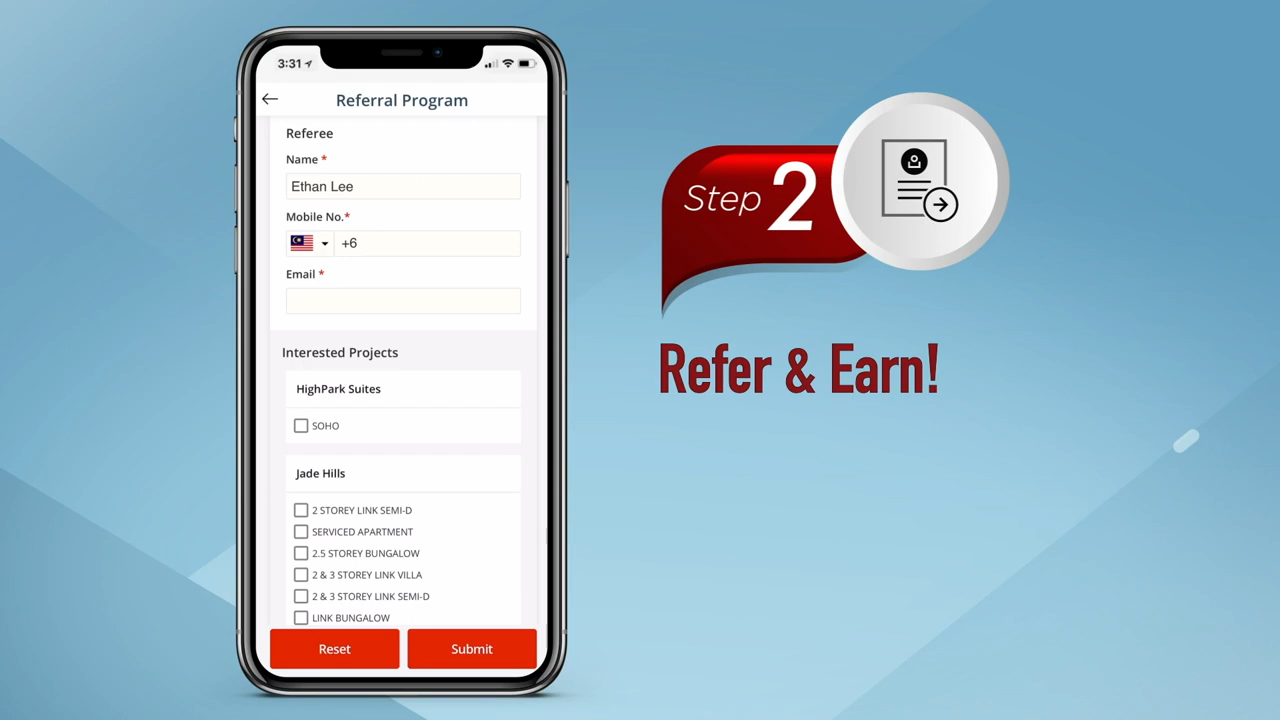 3:31
Referral Program
Referee
Name *
Ethan Lee
Mobile No.*
+6
Email *
Interested Projects
HighPark Suites
SOHO
Jade Hills
2 STOREY LINK SEMI-D
SERVICED APARTMENT
2.5 STOREY BUNGALOW
2 & 3 STOREY LINK VILLA
2 & 3 STOREY LINK SEMI-D
LINK BUNGALOW
Reset
Submit
Step 2
Refer & Earn!